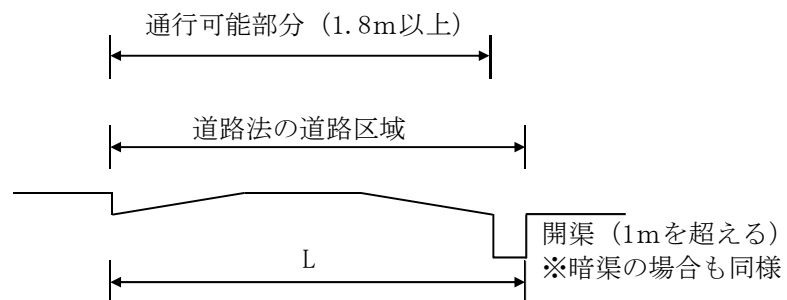 通行可能部分（1.8m以上）
道路法の道路区域
開渠（1mを超える）
※暗渠の場合も同様
L